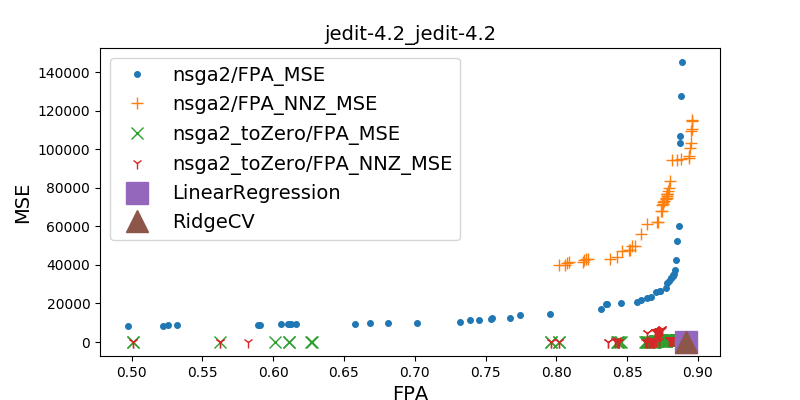 jedit-4.2_jedit-4.2
nsga2/FPA_MSE
nsga2/FPA_NNZ_MSE
nsga2_toZero/FPA_MSE
nsga2_toZero/FPA_NNZ_MSE
LinearRegression
RidgeCV
MSE
140000
120000
100000
80000
60000
40000
20000
0
0.50 0.55 0.60 0.65 0.70 0.75 0.80 0.85 0.90
FPA